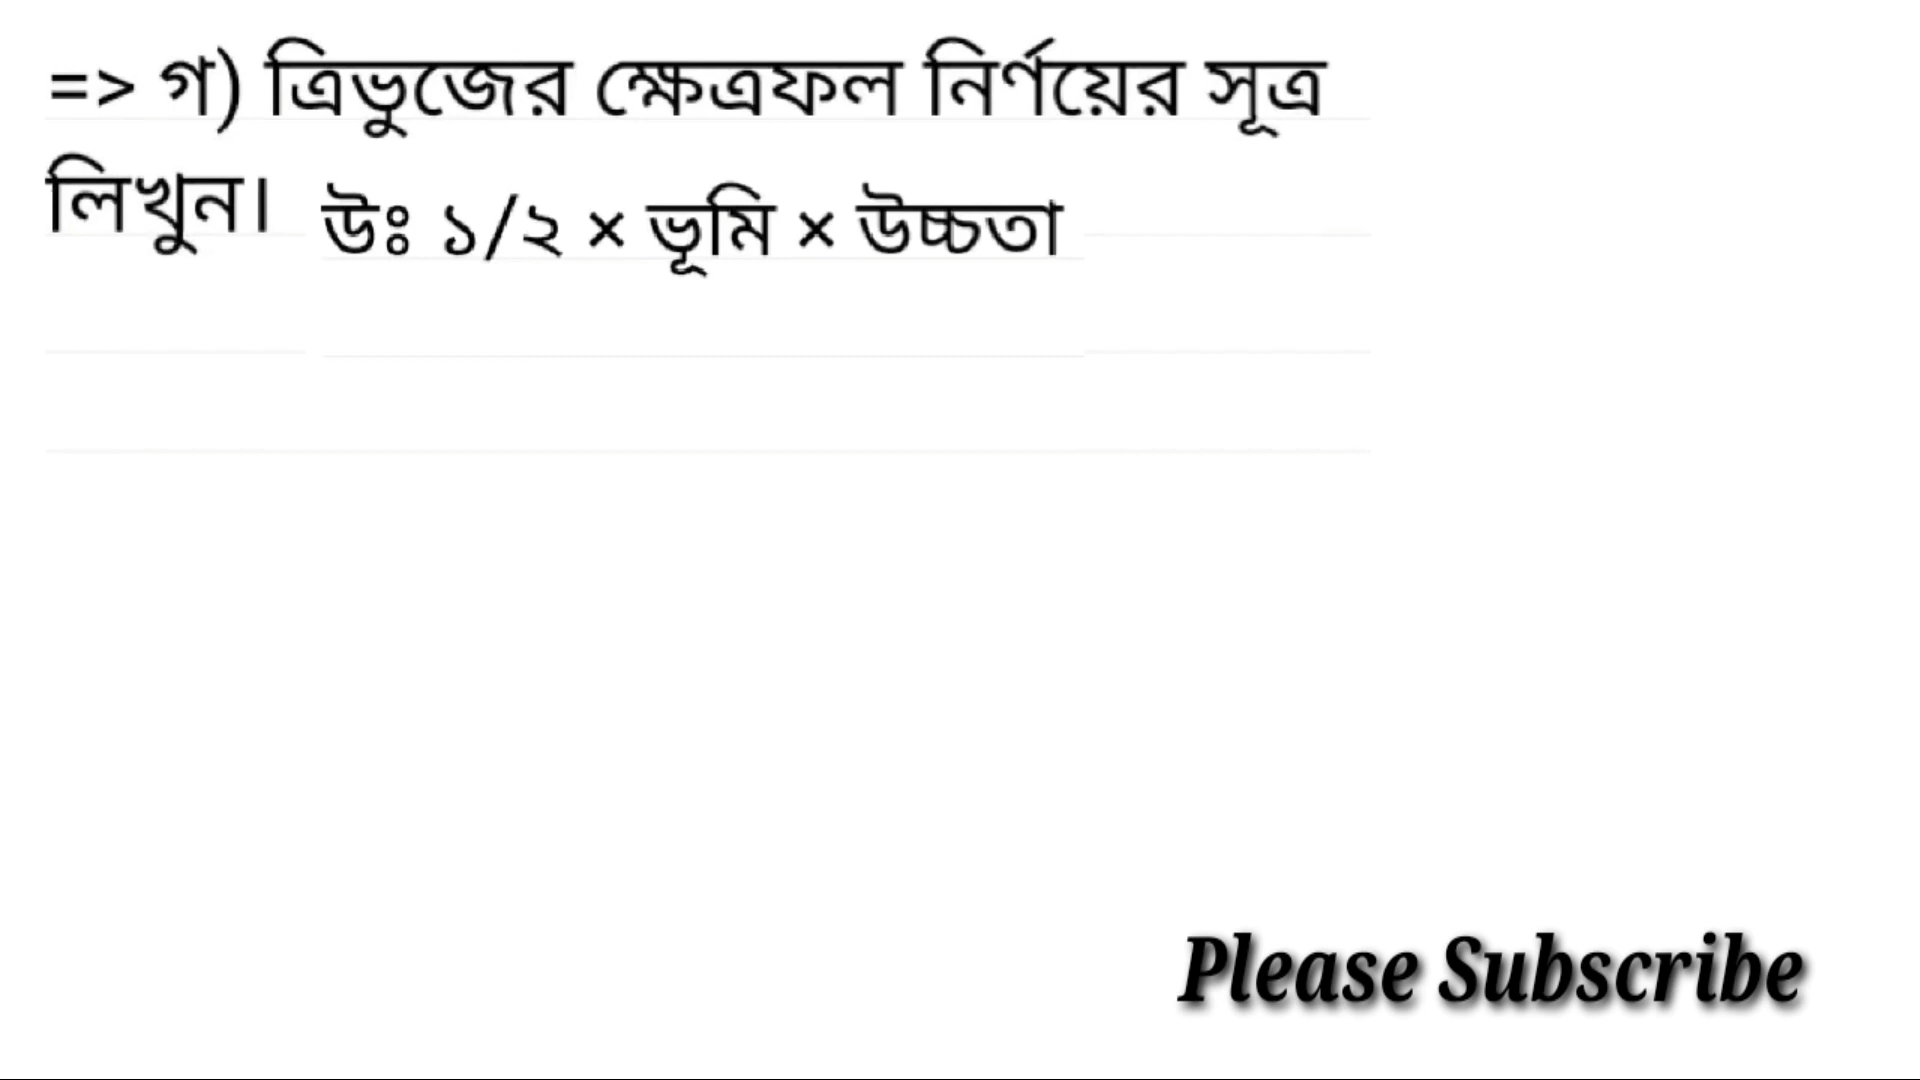 => গ) ত্রিভুজের ক্ষেত্রফল নির্ণয়ের সূত্র
লিখুন। উঃ ১/২ × ভূমি × উচ্চতা
Please Subscribe